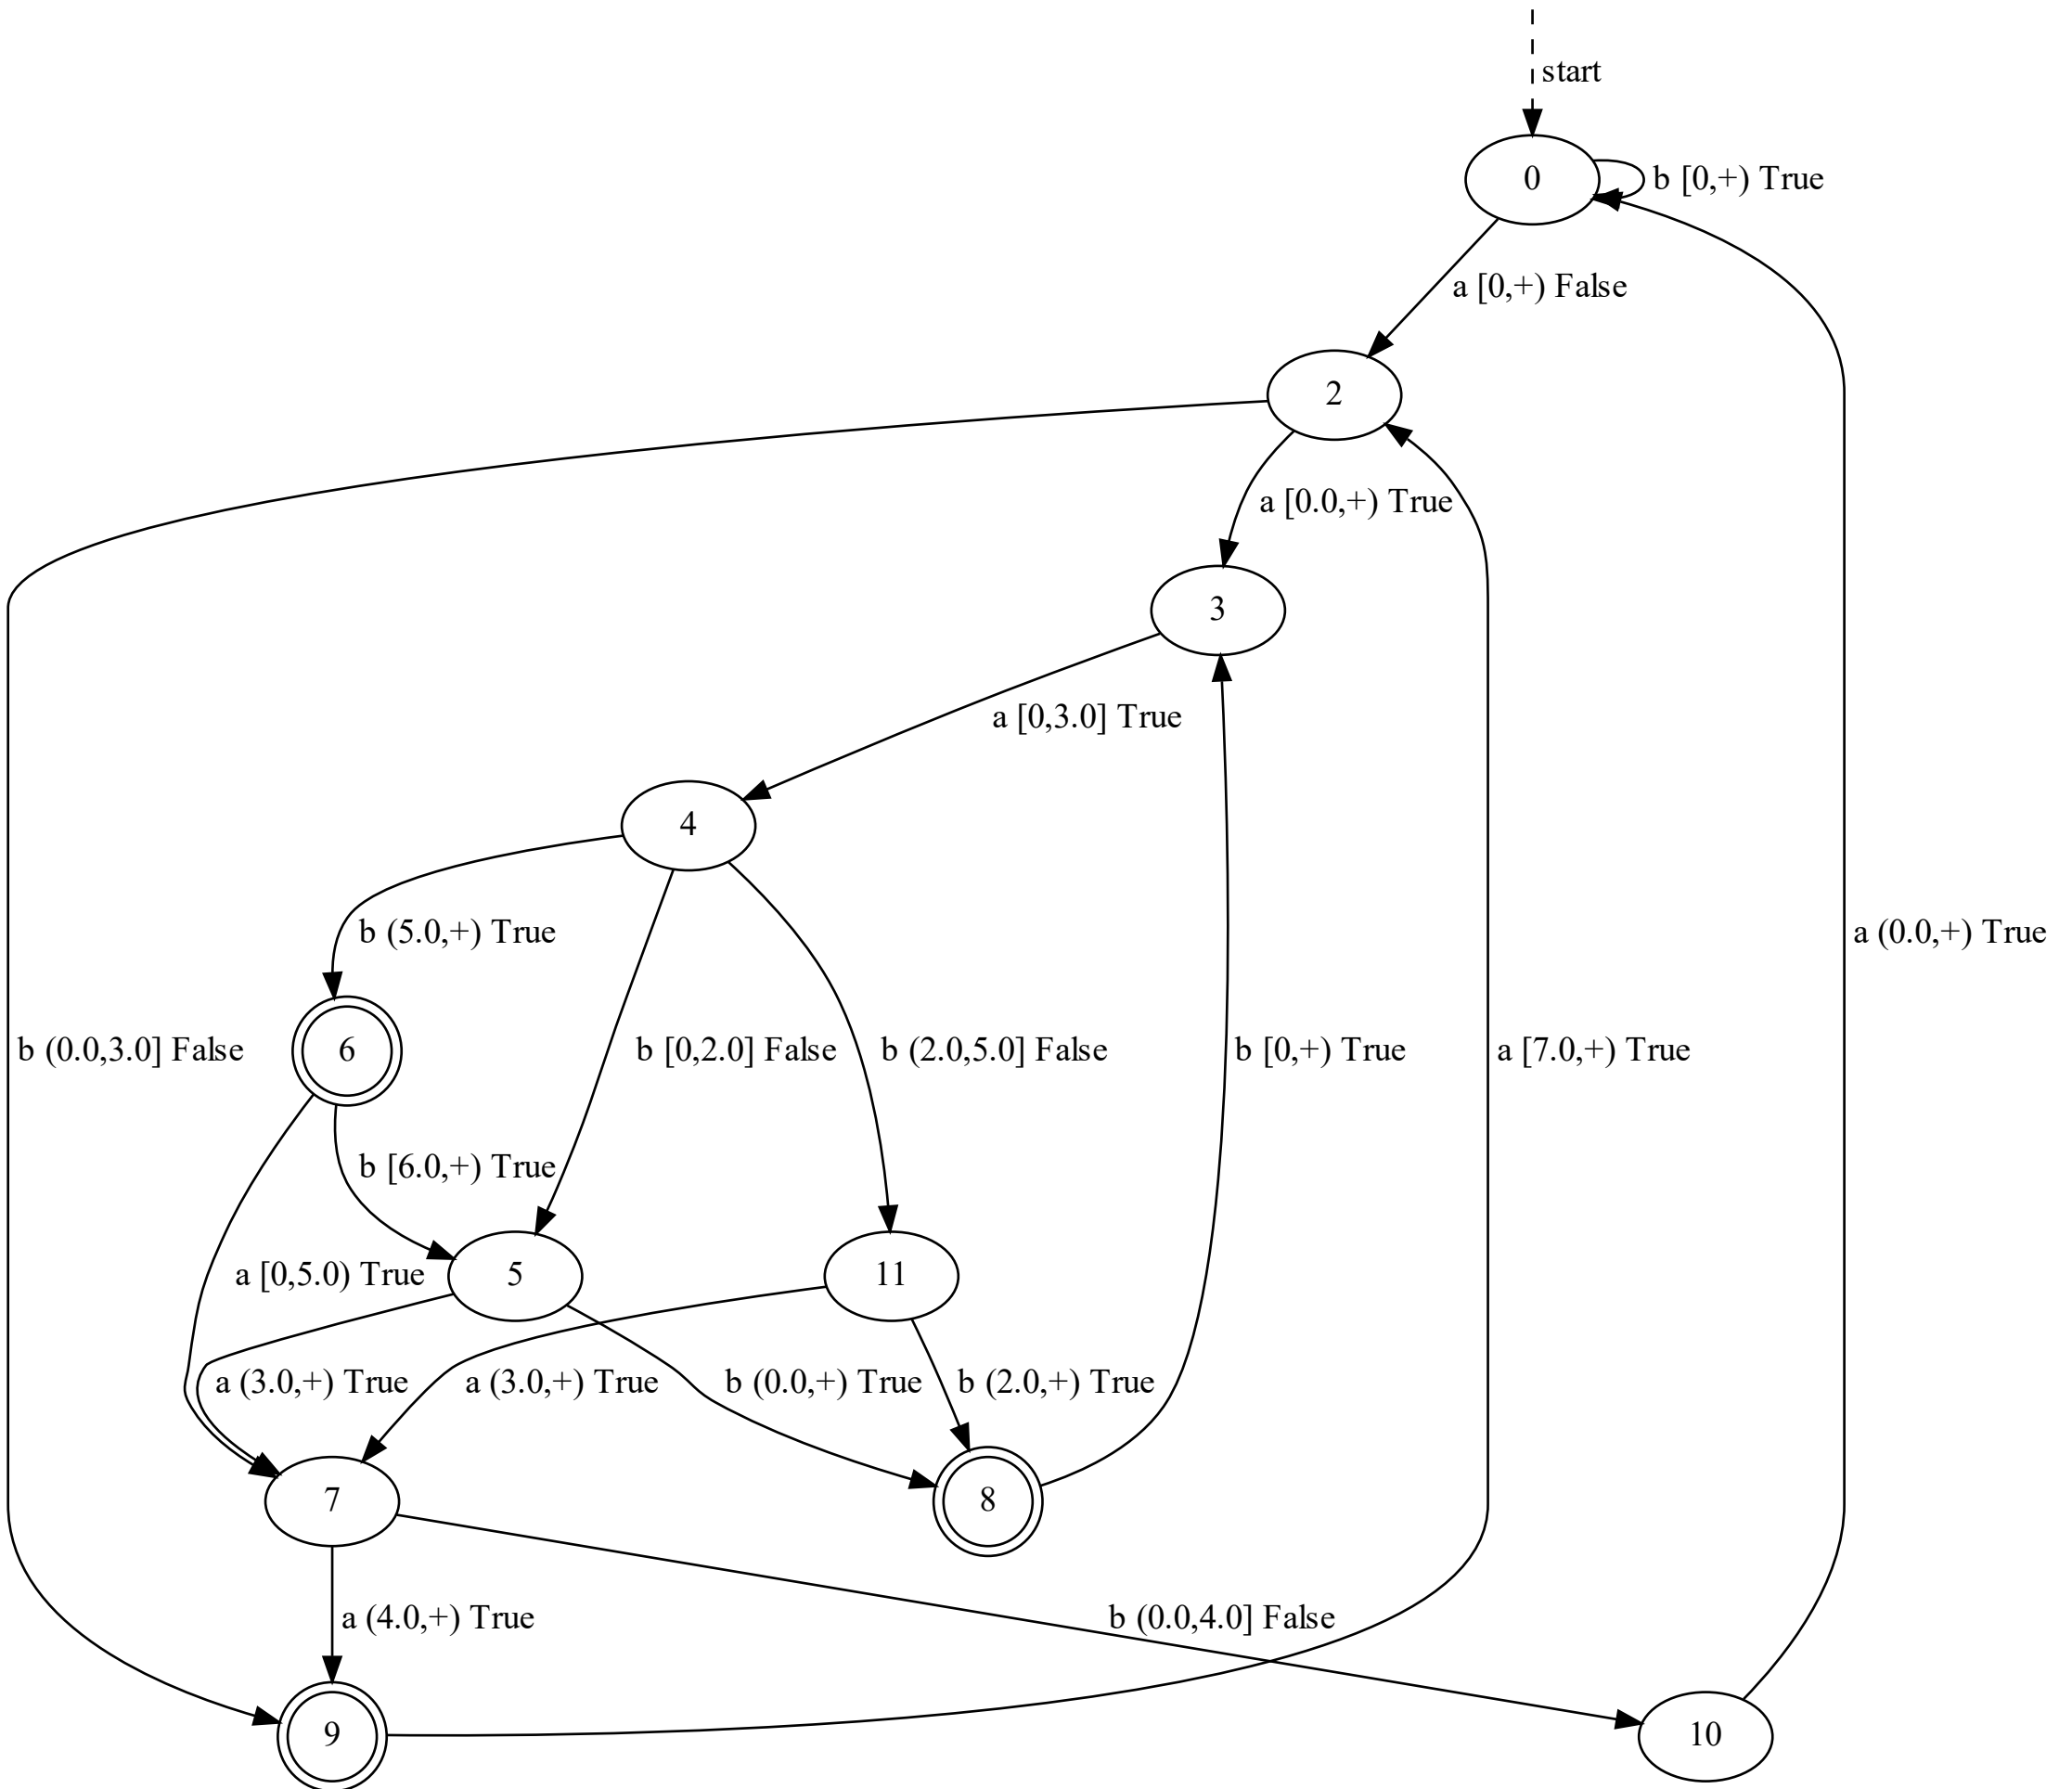 start
0
b [0,+) True
a [0,+) False
2
a [0.0,+) True
3
a [0,3.0] True
4
b (5.0,+) True
a (0.0,+) True
b (0.0,3.0] False
6
b [0,2.0] False
b (2.0,5.0] False
b [0,+) True
a [7.0,+) True
b [6.0,+) True
a [0,5.0) True
5
11
a (3.0,+) True
a (3.0,+) True
b (0.0,+) True
b (2.0,+) True
7
8
a (4.0,+) True
b (0.0,4.0] False
9
10